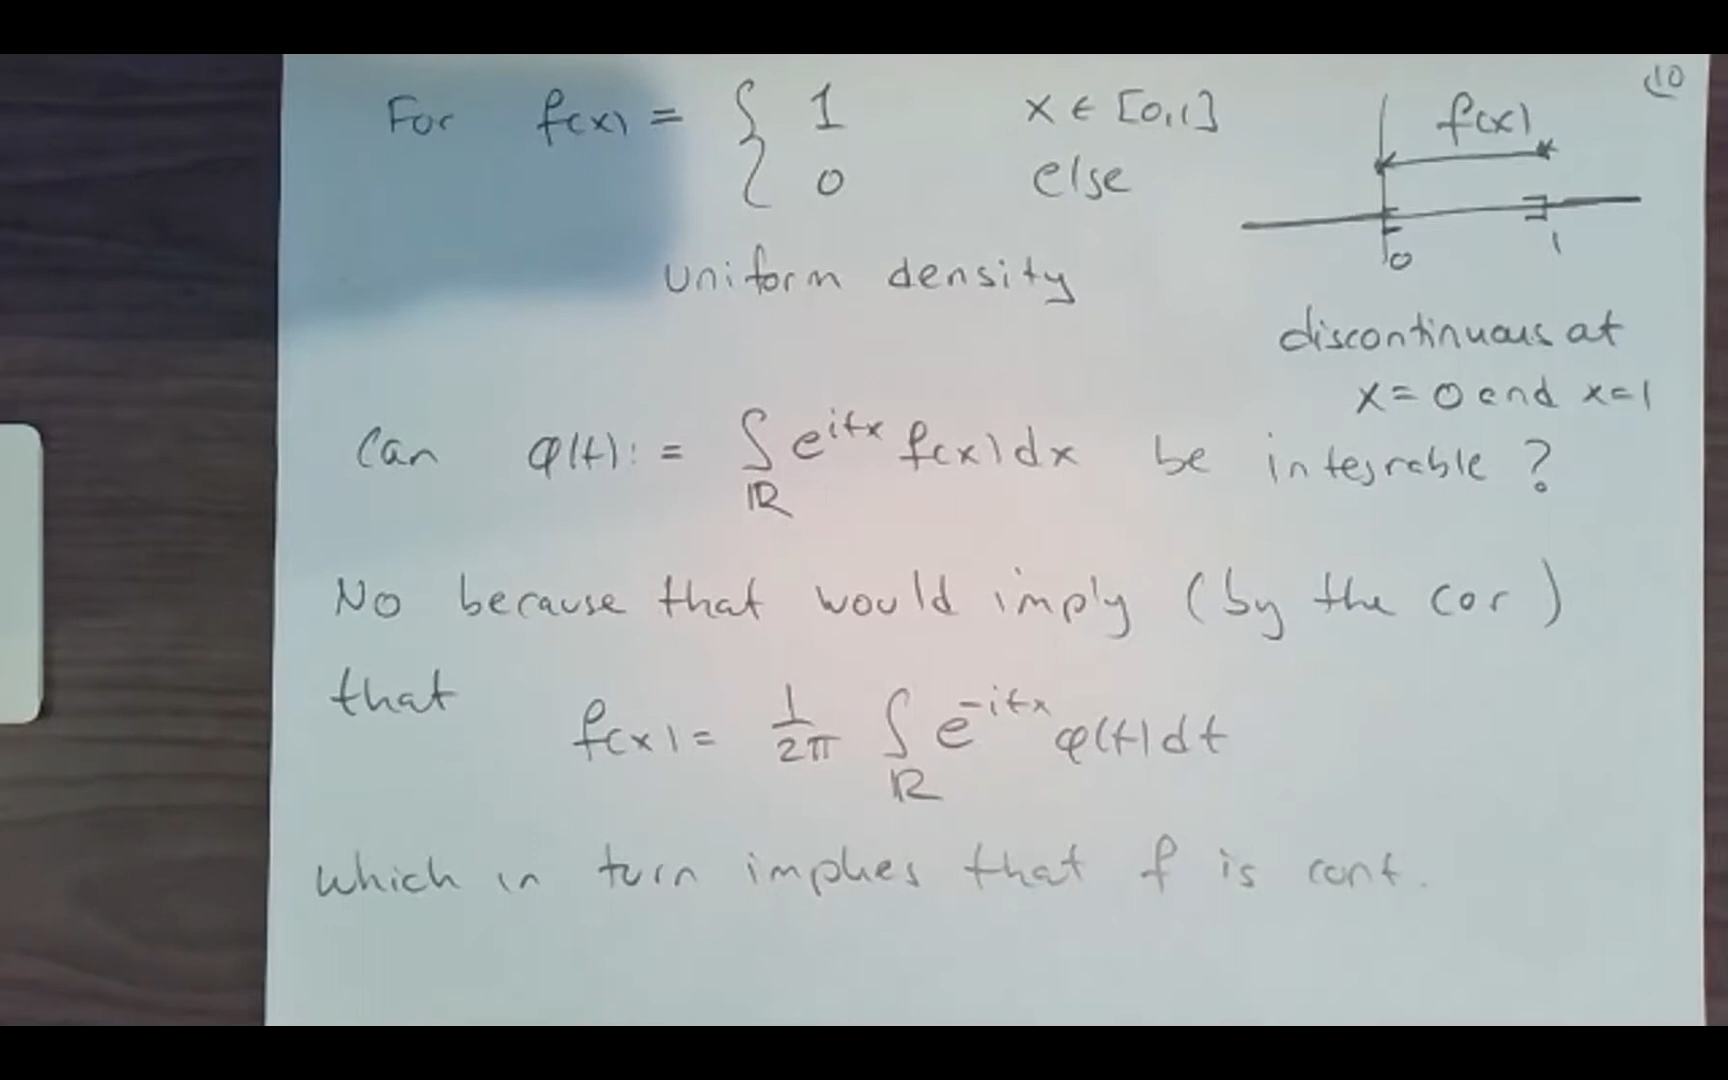 10
For f(x) = { 1 x ∈ [0,1]
0 else
f(x)
0 1
uniform density
discontinuous at
x=0 and x=1
Can φ(t) := ∫ℝ e^{itx} f(x) dx be integrable ?
No because that would imply (by the cor)
that f(x) = 1/2π ∫ℝ e^{-itx} φ(t) dt
which in turn implies that f is cont.